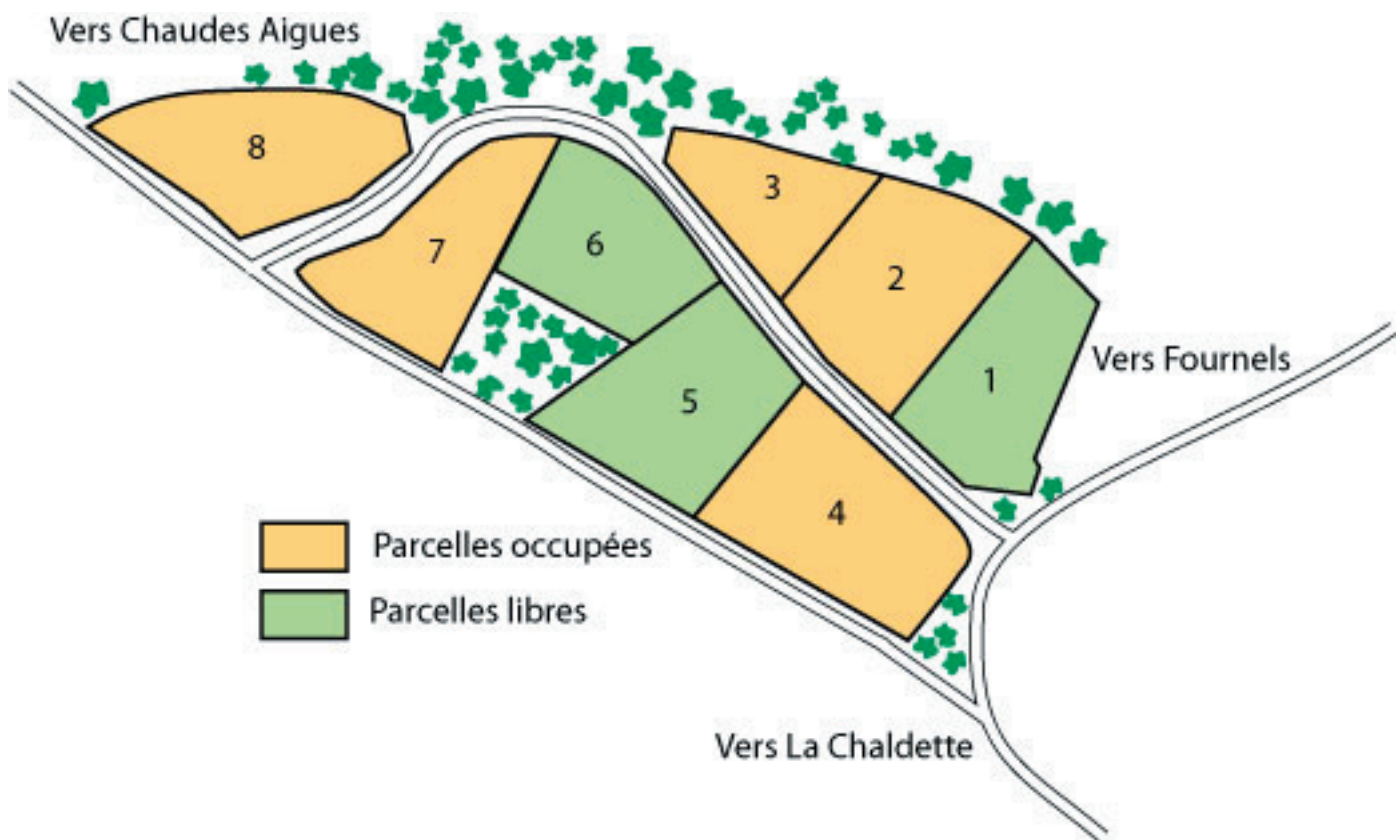 Vers Chaudes Aigues
8
3
7
6
2
Vers Fournels
1
5
4
Parcelles occupées
Parcelles libres
Vers La Chaldette